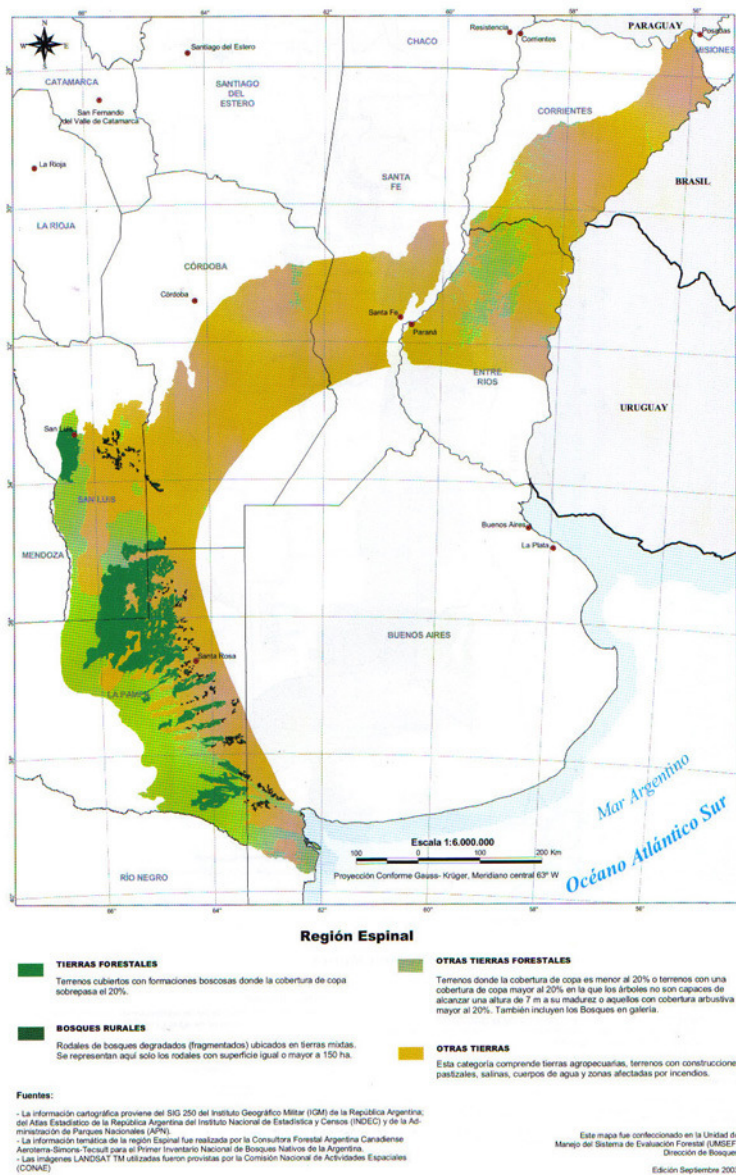 N
W E
S
66° 64° 62° 60° 58°
PARAGUAY
Resistencia
Corrientes
Posadas
MISIONES
CHACO
Santiago del Estero
CATAMARCA
SANTIAGO
DEL
ESTERO
San Fernando
del Valle de Catamarca
CORRIENTES
La Rioja
SANTA
FE
BRASIL
LA RIOJA
CÓRDOBA
Córdoba
Santa Fe
Paraná
ENTRE
RIOS
URUGUAY
San Luis
SAN LUIS
MENDOZA
Buenos Aires
La Plata
BUENOS AIRES
Santa Rosa
LA PAMPA
Mar Argentino
Océano Atlántico Sur
Escala 1:6.000.000
100 0 100 200 Km
Proyección Conforme Gauss- Krüger, Meridiano central 63° W
RÍO NEGRO
66° 64° 62° 60° 58°
Región Espinal
TIERRAS FORESTALES
Terrenos cubiertos con formaciones boscosas donde la cobertura de copa
sobrepasa el 20%.
BOSQUES RURALES
Rodales de bosques degradados (fragmentados) ubicados en tierras mixtas.
Se representan aquí solo los rodales con superficie igual o mayor a 150 ha.
OTRAS TIERRAS FORESTALES
Terrenos donde la cobertura de copa es menor al 20% o terrenos con una
cobertura de copa mayor al 20% en la que los árboles no son capaces de
alcanzar una altura de 7 m a su madurez o aquellos con cobertura arbustiva
mayor al 20%. También incluyen los Bosques en galería.
OTRAS TIERRAS
Esta categoría comprende tierras agropecuarias, terrenos con construccione
pastizales, salinas, cuerpos de agua y zonas afectadas por incendios.
Fuentes:
- La información cartográfica proviene del SIG 250 del Instituto Geográfico Militar (IGM) de la República Argentina;
del Atlas Estadístico de la República Argentina del Instituto Nacional de Estadística y Censos (INDEC) y de la Ad-
ministración de Parques Nacionales (APN).
- La información temática de la región Espinal fue realizada por la Consultora Forestal Argentina Canadiense
Aeroterra-Simons-Tecsult para el Primer Inventario Nacional de Bosques Nativos de la Argentina.
- Las imágenes LANDSAT TM utilizadas fueron provistas por la Comisión Nacional de Actividades Espaciales
(CONAE)
Este mapa fue confeccionado en la Unidad de
Manejo del Sistema de Evaluación Forestal (UMSEF
Dirección de Bosque
Edición Septiembre 200